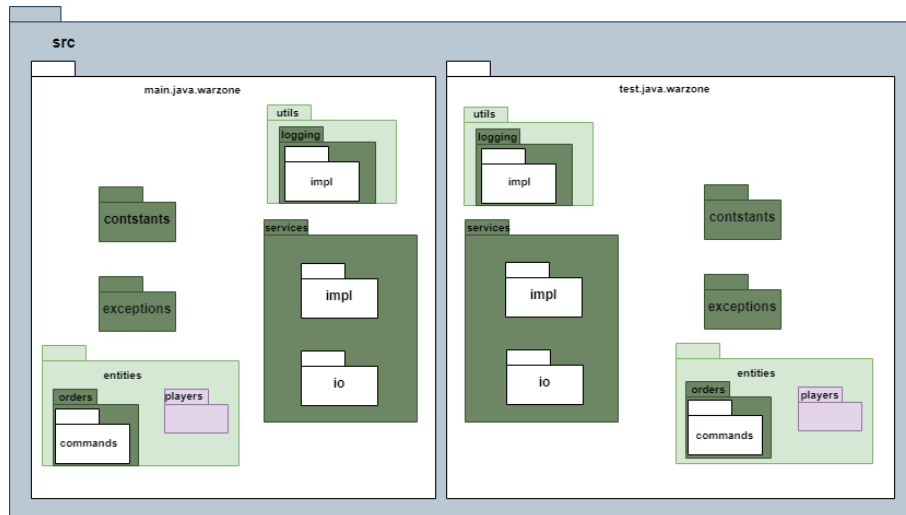 src
main.java.warzone
utils
logging
impl
contstants
services
impl
exceptions
io
entities
orders
players
commands
test.java.warzone
utils
logging
impl
contstants
services
impl
exceptions
io
entities
orders
players
commands